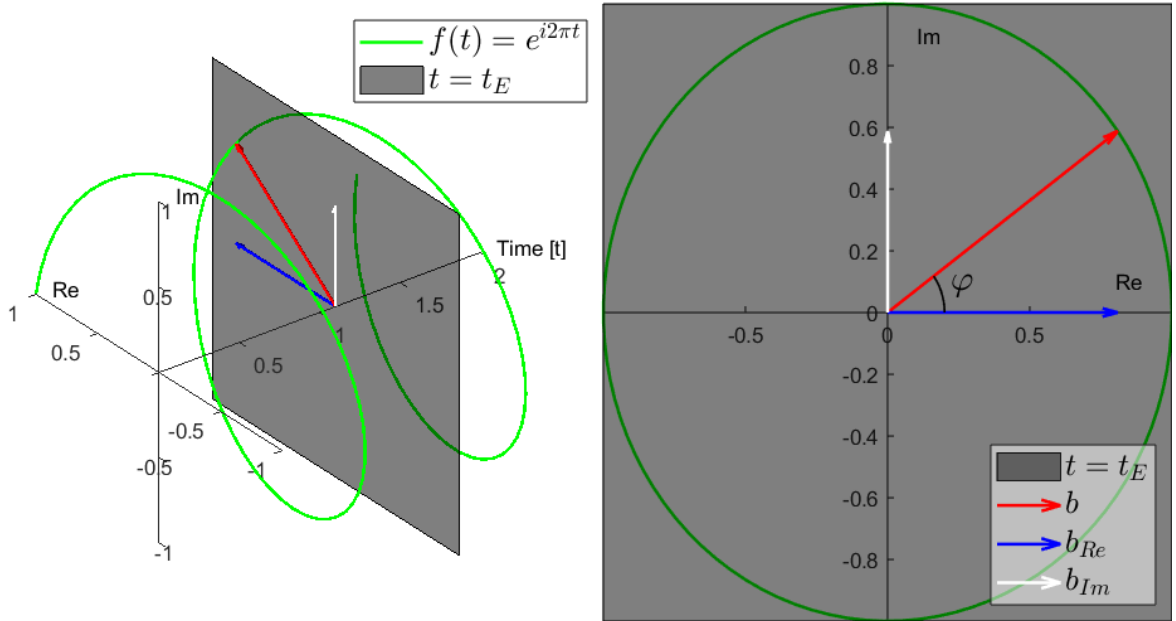 f(t) = e^{i2πt}
t = t_E
Im
1
0.5
-0.5
-1
Re
1
0.5
-0.5
-1
Time [t]
0.5
1
1.5
2
Im
0.8
0.6
0.4
0.2
0
-0.2
-0.4
-0.6
-0.8
Re
φ
-0.5
0
0.5
t = t_E
b
b_{Re}
b_{Im}